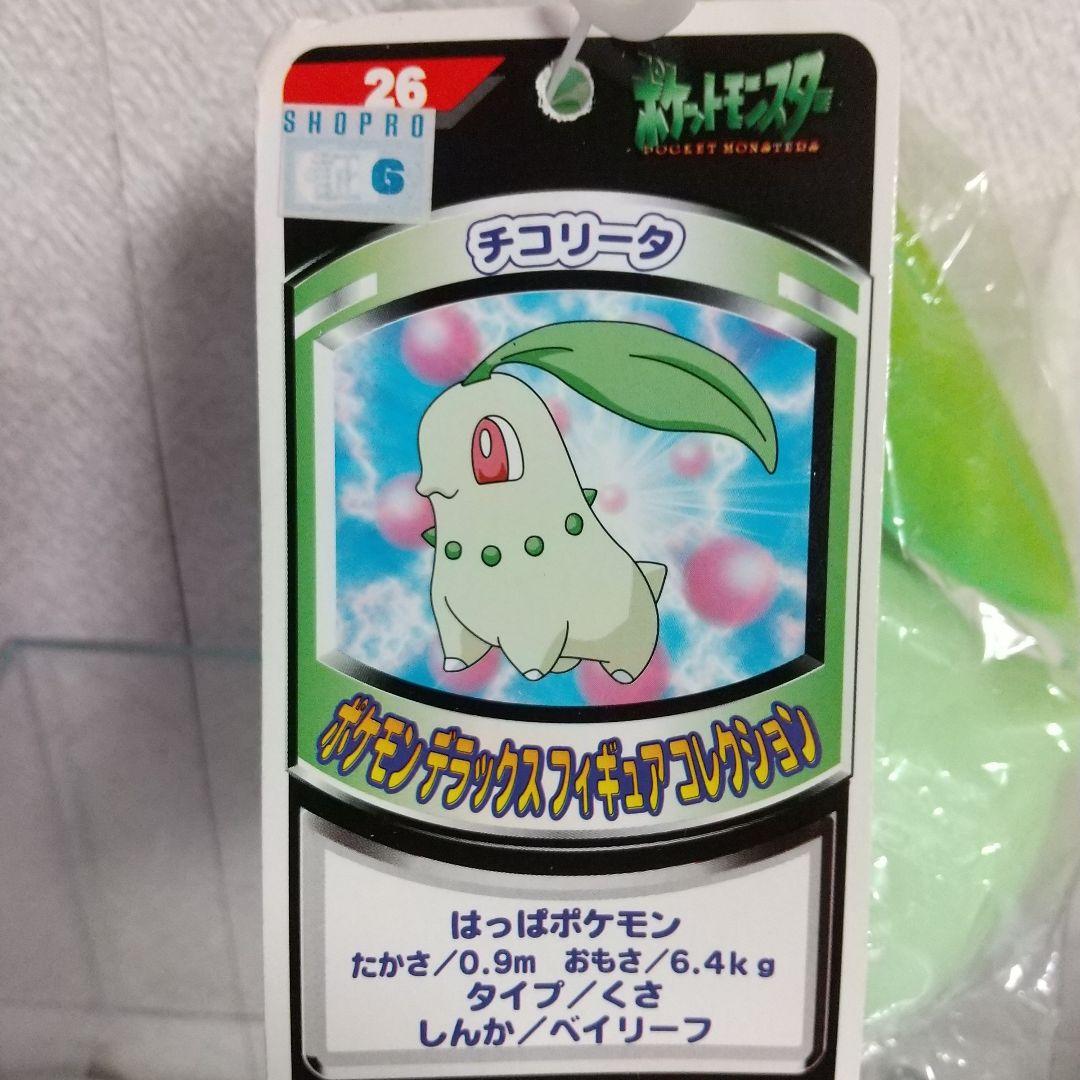 26
SHOPRO
証 G
ポケットモンスター
POCKET MONSTERS
チコリータ
ポケモン デラックス フィギュア コレクション
はっぱポケモン
たかさ/0.9m おもさ/6.4kg
タイプ/くさ
しんか/ベイリーフ